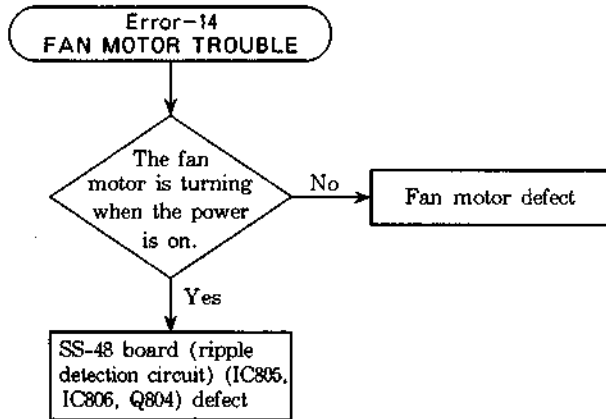 Error-14
FAN MOTOR TROUBLE
The fan
motor is turning
when the power
is on.
No
Fan motor defect
Yes
SS-48 board (ripple
detection circuit) (IC805,
IC806, Q804) defect